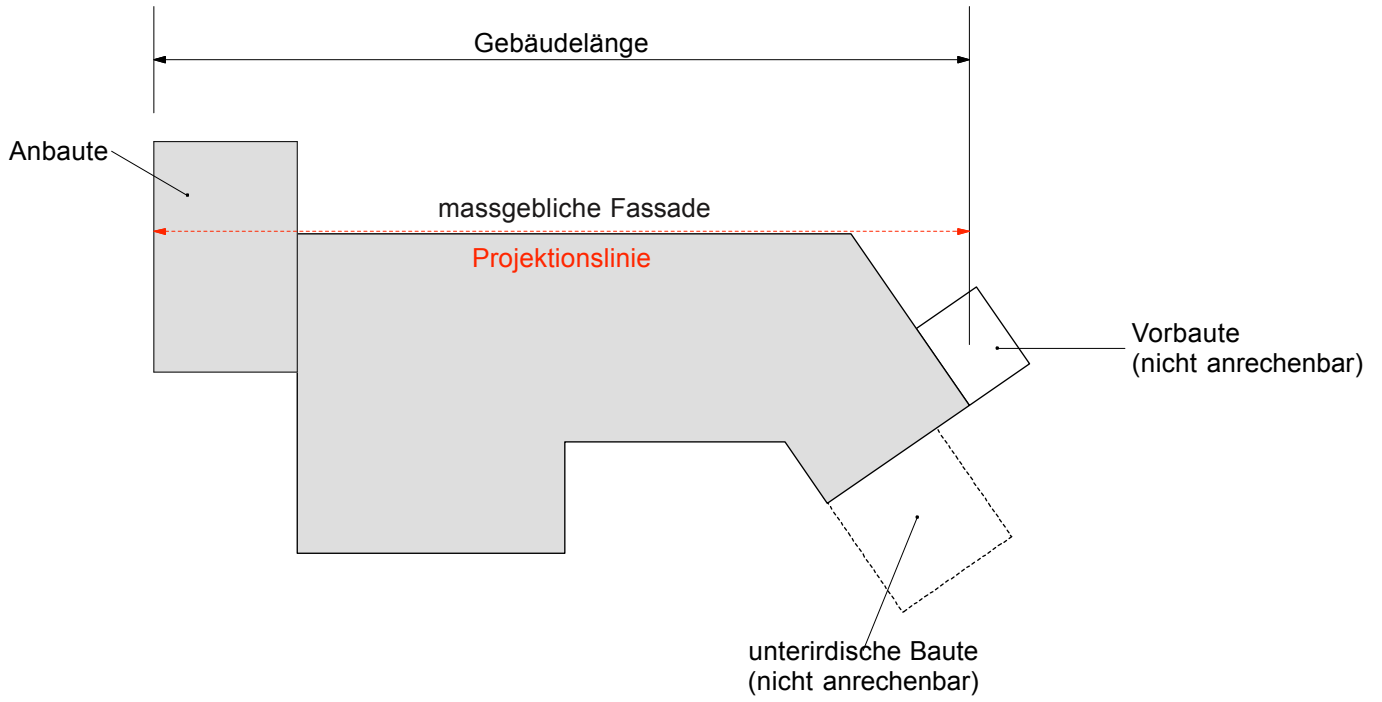 Gebäudelänge
Anbaute
massgebliche Fassade
Projektionslinie
Vorbaute
(nicht anrechenbar)
unterirdische Baute
(nicht anrechenbar)